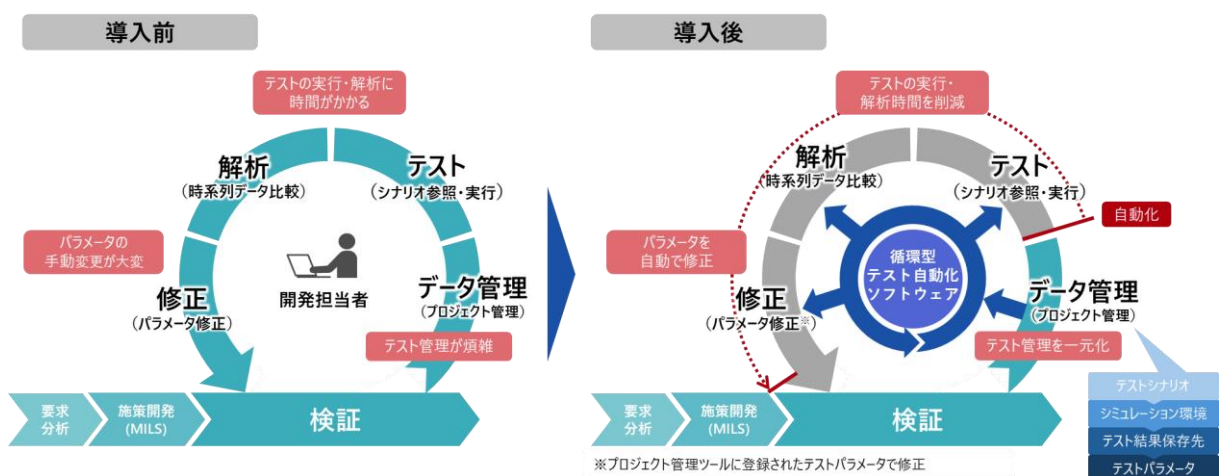 導入前
テストの実行・解析に
時間がかかる
解析
(時系列データ比較)
テスト
(シナリオ参照・実行)
パラメータの
手動変更が大変
開発担当者
修正
(パラメータ修正)
データ管理
(プロジェクト管理)
テスト管理が煩雑
要求
分析
施策開発
(MILS)
検証
導入後
テストの実行・
解析時間を削減
解析
(時系列データ比較)
テスト
(シナリオ参照・実行)
自動化
パラメータを
自動で修正
循環型
テスト自動化
ソフトウェア
修正
(パラメータ修正※)
データ管理
(プロジェクト管理)
テスト管理を一元化
テストシナリオ
シミュレーション環境
テスト結果保存先
テストパラメータ
要求
分析
施策開発
(MILS)
検証
※プロジェクト管理ツールに登録されたテストパラメータで修正